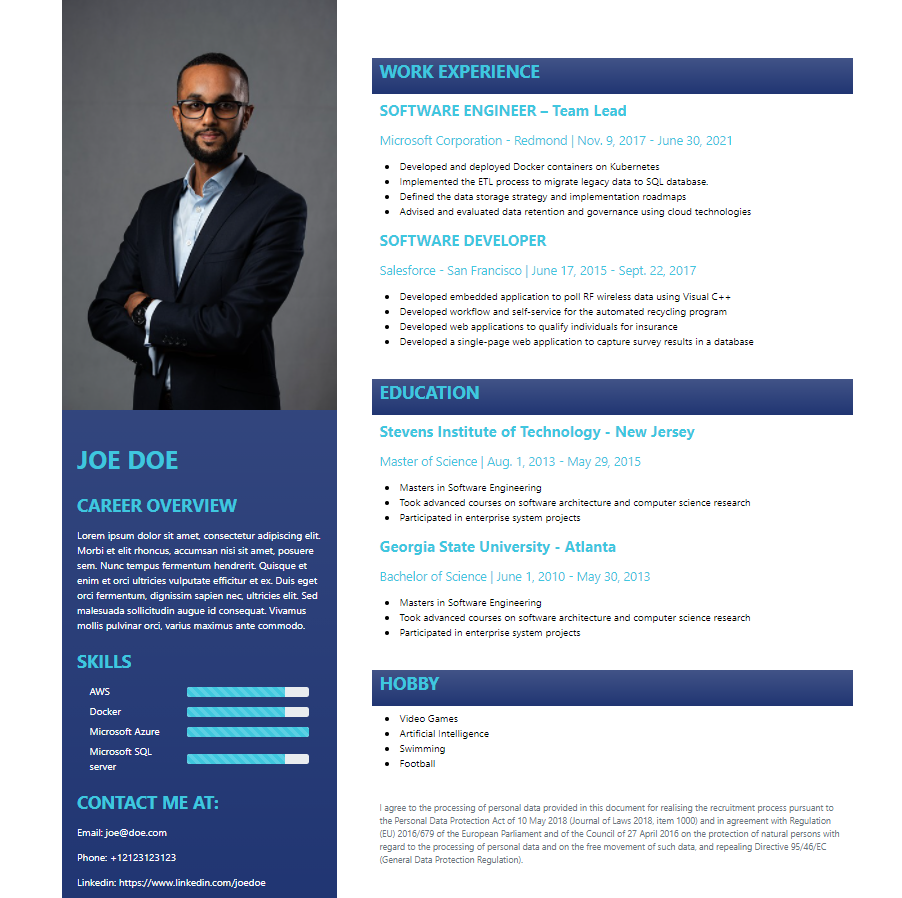 JOE DOE
CAREER OVERVIEW
Lorem ipsum dolor sit amet, consectetur adipiscing elit.
Morbi et elit rhoncus, accumsan nisi sit amet, posuere
sem. Nunc tempus fermentum hendrerit. Quisque et
enim et orci ultricies vulputate efficitur et ex. Duis eget
orci fermentum, dignissim sapien nec, ultricies elit. Sed
malesuada sollicitudin augue id consequat. Vivamus
mollis pulvinar orci, varius maximus ante commodo.
SKILLS
AWS
Docker
Microsoft Azure
Microsoft SQL
server
CONTACT ME AT:
Email: joe@doe.com
Phone: +12123123123
Linkedin: https://www.linkedin.com/joedoe
WORK EXPERIENCE
SOFTWARE ENGINEER – Team Lead
Microsoft Corporation - Redmond | Nov. 9, 2017 - June 30, 2021
• Developed and deployed Docker containers on Kubernetes
• Implemented the ETL process to migrate legacy data to SQL database.
• Defined the data storage strategy and implementation roadmaps
• Advised and evaluated data retention and governance using cloud technologies
SOFTWARE DEVELOPER
Salesforce - San Francisco | June 17, 2015 - Sept. 22, 2017
• Developed embedded application to poll RF wireless data using Visual C++
• Developed workflow and self-service for the automated recycling program
• Developed web applications to qualify individuals for insurance
• Developed a single-page web application to capture survey results in a database
EDUCATION
Stevens Institute of Technology - New Jersey
Master of Science | Aug. 1, 2013 - May 29, 2015
• Masters in Software Engineering
• Took advanced courses on software architecture and computer science research
• Participated in enterprise system projects
Georgia State University - Atlanta
Bachelor of Science | June 1, 2010 - May 30, 2013
• Masters in Software Engineering
• Took advanced courses on software architecture and computer science research
• Participated in enterprise system projects
HOBBY
• Video Games
• Artificial Intelligence
• Swimming
• Football
I agree to the processing of personal data provided in this document for realising the recruitment process pursuant to
the Personal Data Protection Act of 10 May 2018 (Journal of Laws 2018, item 1000) and in agreement with Regulation
(EU) 2016/679 of the European Parliament and of the Council of 27 April 2016 on the protection of natural persons with
regard to the processing of personal data and on the free movement of such data, and repealing Directive 95/46/EC
(General Data Protection Regulation).